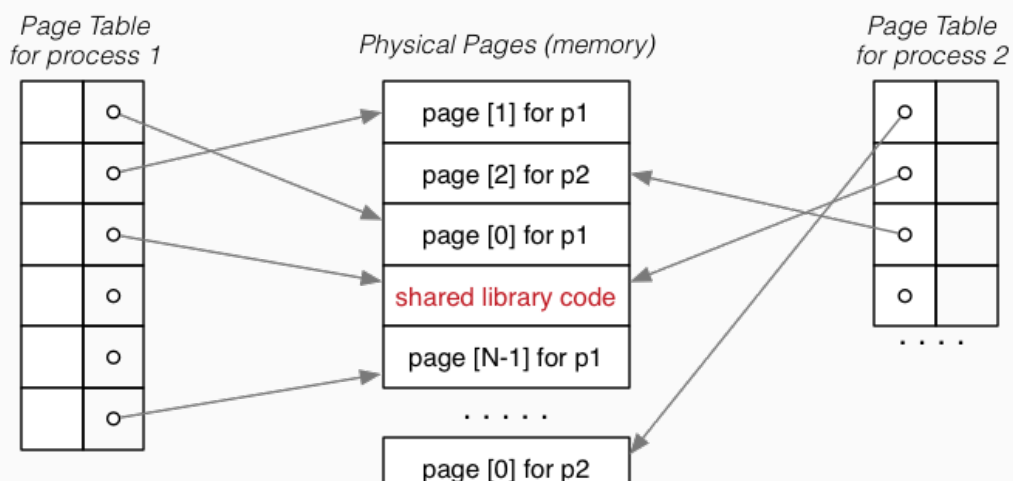 Page Table
for process 1
Physical Pages (memory)
Page Table
for process 2
page [1] for p1
page [2] for p2
page [0] for p1
shared library code
page [N-1] for p1
. . . . .
. . . .
page [0] for p2